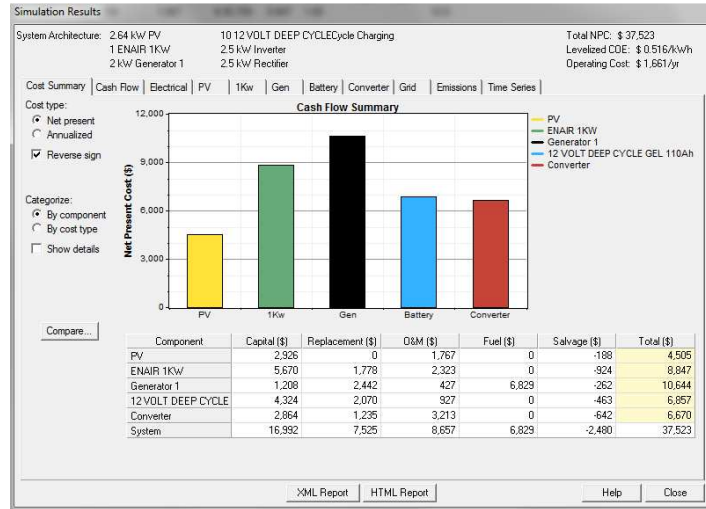 Simulation Results
System Architecture: 2.64 kW PV 10 12 VOLT DEEP CYCLECycle Charging Total NPC: $ 37,523
1 ENAIR 1KW 2.5 kW Inverter Levelized COE: $ 0.516/kWh
2 kW Generator 1 2.5 kW Rectifier Operating Cost: $ 1,661/yr
Cost Summary Cash Flow Electrical PV 1Kw Gen Battery Converter Grid Emissions Time Series
Cost type:
Net present
Annualized
Reverse sign
Categorize:
By component
By cost type
Show details
Compare...
Cash Flow Summary
Net Present Cost ($)
12,000
9,000
6,000
3,000
0
PV 1Kw Gen Battery Converter
PV
ENAIR 1KW
Generator 1
12 VOLT DEEP CYCLE GEL 110Ah
Converter
Component Capital ($) Replacement ($) O&M ($) Fuel ($) Salvage ($) Total ($)
PV 2,926 0 1,767 0 -188 4,505
ENAIR 1KW 5,670 1,778 2,323 0 -924 8,847
Generator 1 1,208 2,442 427 6,829 -262 10,644
12 VOLT DEEP CYCLE 4,324 2,070 927 0 -463 6,857
Converter 2,864 1,235 3,213 0 -642 6,670
System 16,992 7,525 8,657 6,829 -2,480 37,523
XML Report HTML Report Help Close